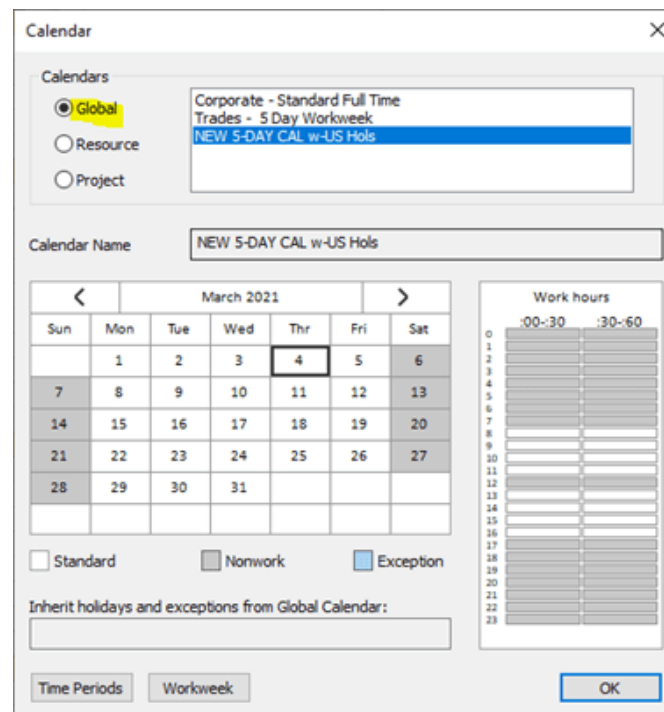 Calendar
Calendars
Global
Resource
Project
Corporate - Standard Full Time
Trades - 5 Day Workweek
NEW 5-DAY CAL w-US Hols
Calendar Name
NEW 5-DAY CAL w-US Hols
March 2021
Sun Mon Tue Wed Thr Fri Sat
1 2 3 4 5 6
7 8 9 10 11 12 13
14 15 16 17 18 19 20
21 22 23 24 25 26 27
28 29 30 31
Standard Nonwork Exception
Inherit holidays and exceptions from Global Calendar:
Time Periods Workweek
Work hours
:00-:30 :30-:60
0
1
2
3
4
5
6
7
8
9
10
11
12
13
14
15
16
17
18
19
20
21
22
23
OK